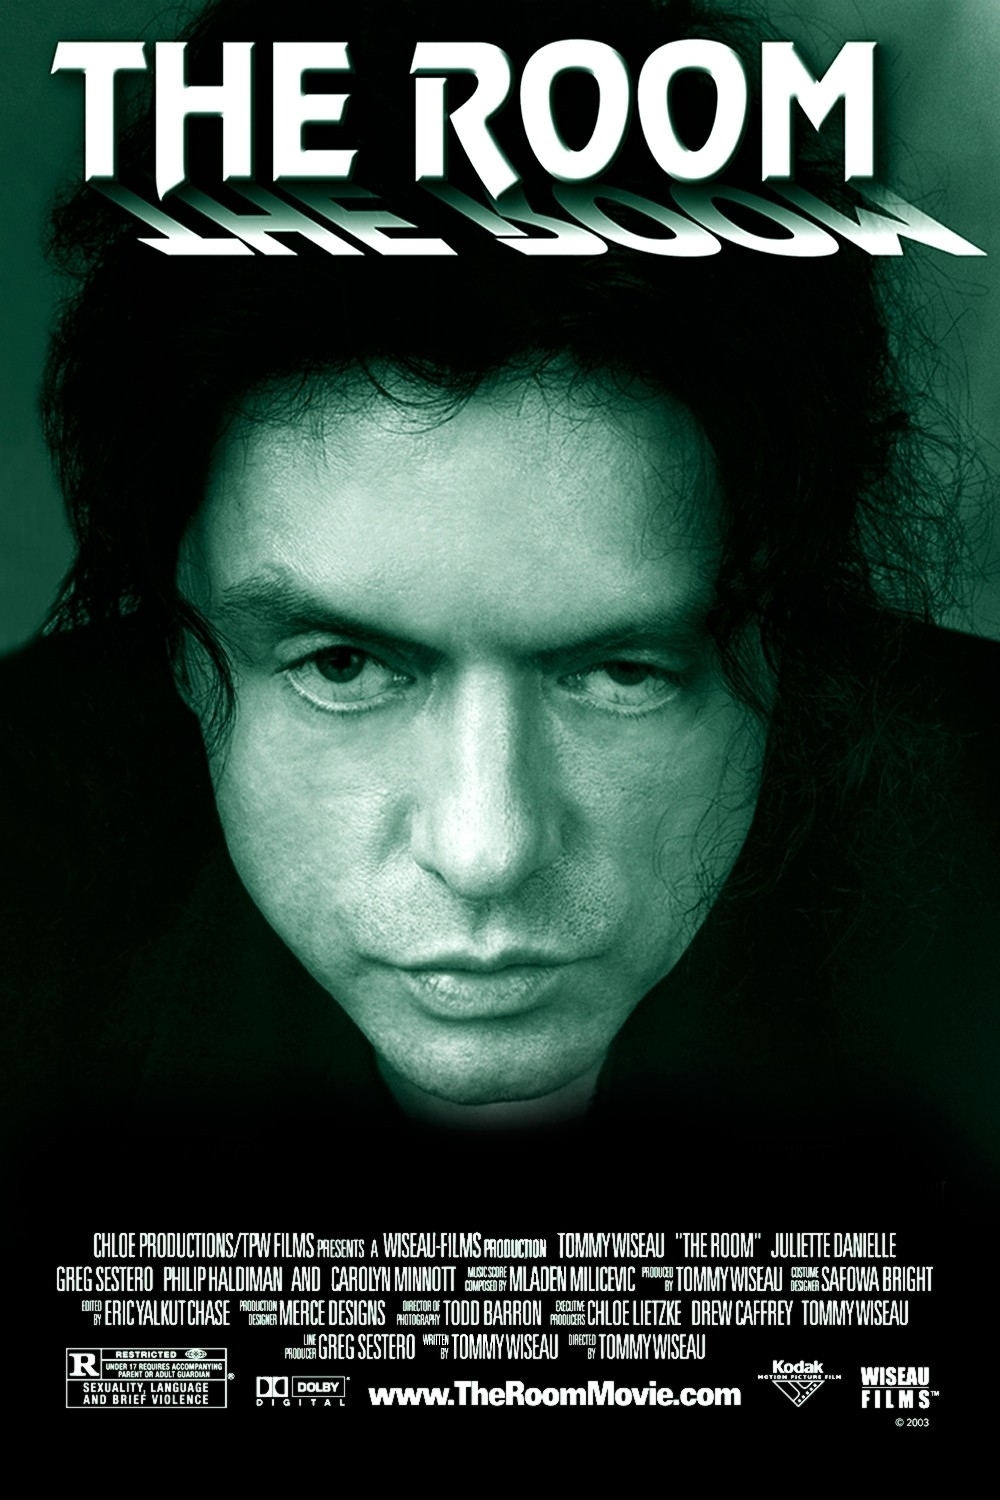 THE ROOM
THE ROOM
CHLOE PRODUCTIONS/TPW FILMS PRESENTS A WISEAU-FILMS PRODUCTION TOMMY WISEAU "THE ROOM" JULIETTE DANIELLE
GREG SESTERO PHILIP HALDIMAN AND CAROLYN MINNOTT MUSIC SCORE COMPOSED BY MLADEN MILICEVIC PRODUCED BY TOMMY WISEAU COSTUME DESIGNER SAFOWA BRIGHT
EDITED BY ERIC YALKUT CHASE PRODUCTION DESIGNER MERCE DESIGNS DIRECTOR OF PHOTOGRAPHY TODD BARRON EXECUTIVE PRODUCERS CHLOE LIETZKE DREW CAFFREY TOMMY WISEAU
LINE PRODUCER GREG SESTERO WRITTEN BY TOMMY WISEAU DIRECTED BY TOMMY WISEAU
R RESTRICTED
UNDER 17 REQUIRES ACCOMPANYING
PARENT OR ADULT GUARDIAN
SEXUALITY, LANGUAGE
AND BRIEF VIOLENCE
®
DOLBY
DIGITAL
www.TheRoomMovie.com
Kodak
MOTION PICTURE FILM
WISEAU
FILMS™
© 2003